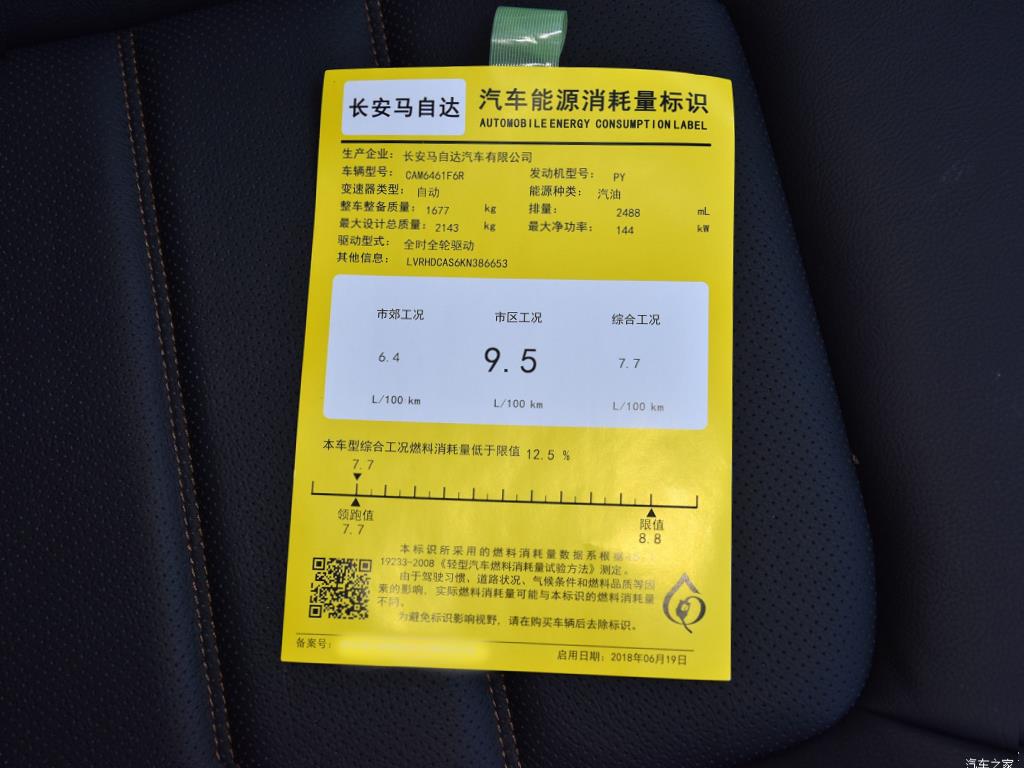 长安马自达
汽车能源消耗量标识
AUTOMOBILE ENERGY CONSUMPTION LABEL
生产企业: 长安马自达汽车有限公司
车辆型号: CAM6461F6R 发动机型号: PY
变速器类型: 自动 能源种类: 汽油
整车整备质量: 1677 kg 排量: 2488 mL
最大设计总质量: 2143 kg 最大净功率: 144 kW
驱动型式: 全时全轮驱动
其他信息: LVRHDCAS6KN386653
市郊工况 市区工况 综合工况
6.4 9.5 7.7
L/100 km L/100 km L/100 km
本车型综合工况燃料消耗量低于限值 12.5 %
7.7
领跑值 限值
7.7 8.8
本标识所采用的燃料消耗量数据系根据
19233-2008《轻型汽车燃料消耗量试验方法》测定。
由于驾驶习惯、道路状况、气候条件和燃料品质等因
素的影响,实际燃料消耗量可能与本标识的燃料消耗量
不同。
为避免标识影响视野,请在购买车辆后去除标识。
备案号:
启用日期: 2018年06月19日
汽车之家